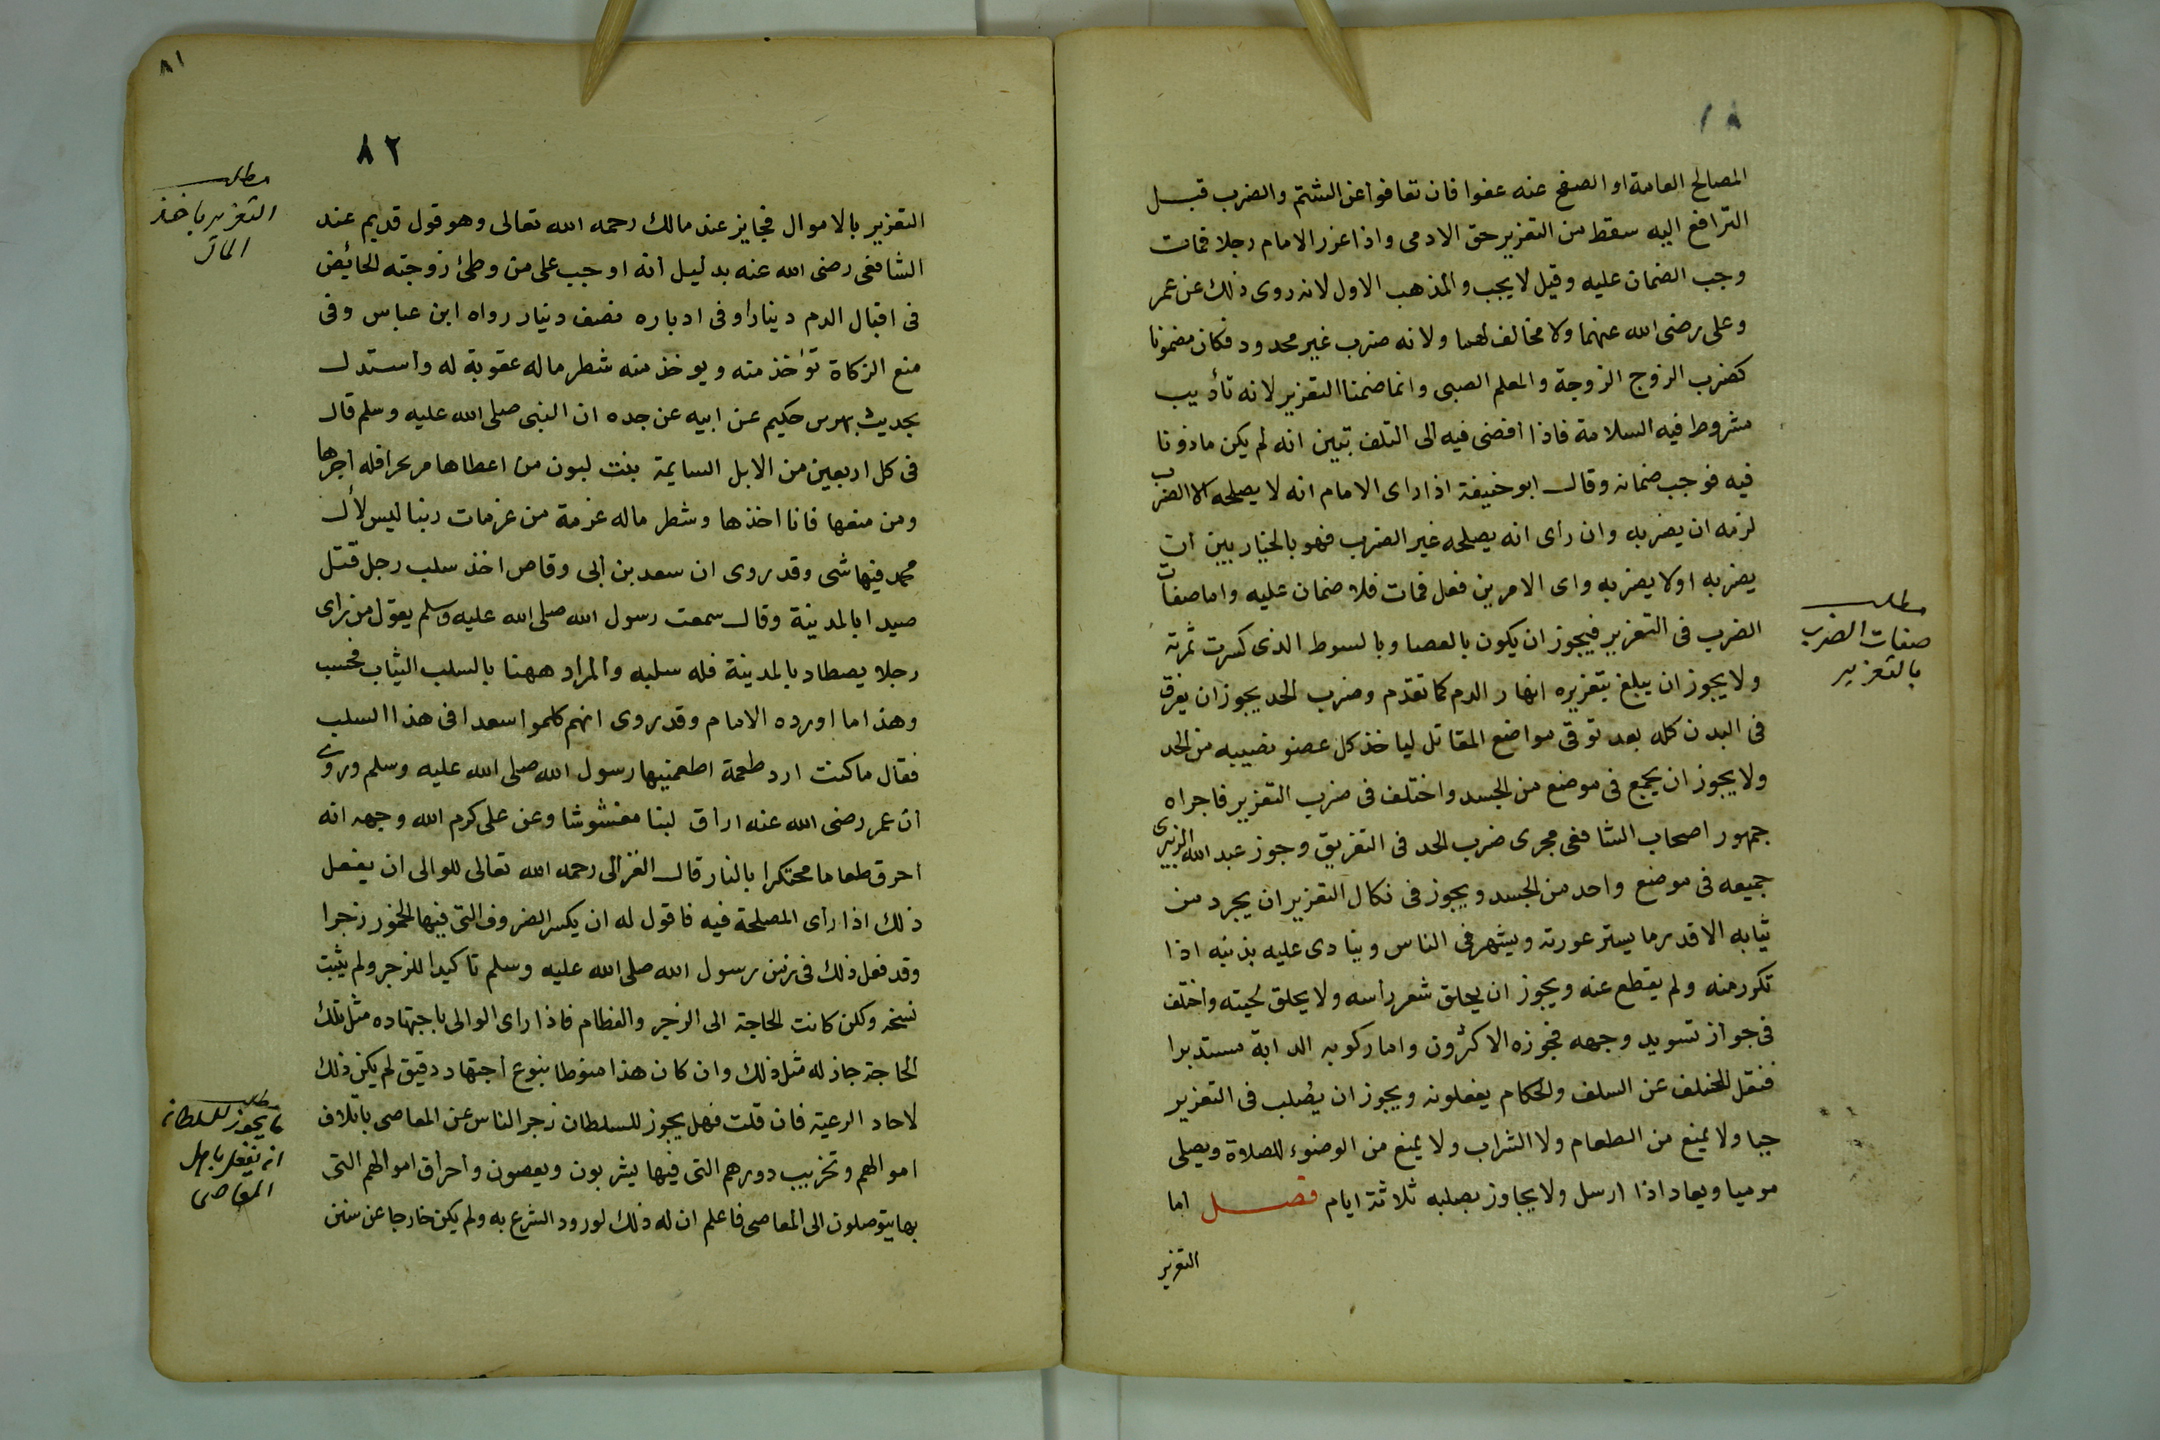 ٨١
المصالح العامة او الصفح عنه عفوا فان تعافوا عن الشتم والضرب قبل
الترافع اليه سقط من التعزير حق الادمى واذا عزر الامام رجلا فمات
وجب الضمان عليه وقيل لا يجب والمذهب الاول لانه روى ذلك عن عمر
وعلى رضى الله عنهما ولا مخالف لهما ولانه ضرب غير محدود فكان مضمونا
كضرب الزوج الزوجة والمعلم الصبى وانما ضمنا التعزير لانه تأديب
مشروط فيه السلامة فاذا افضى فيه الى التلف تبين انه لم يكن ماذونا
فيه فوجب ضمانه وقال ابو حنيفة اذا راى الامام انه لا يصلحه الا الضرب
لزمه ان يضربه وان رأى انه يصلحه غير الضرب فهو بالخيار بين ان
يضربه اولا يضربه واى الامرين فعل فمات فلا ضمان عليه واما صفات
الضرب فى التعزير فيجوز ان يكون بالعصا وبالسوط الذى كسرت ثمرته
ولا يجوز ان يبلغ بتعزيره انهار الدم كما تقدم وضرب الحد يجوز ان يفرق
فى البدن كله بعد توقى مواضع المقاتل لياخذ كل عضو نصيبه من الحد
ولا يجوز ان يجمع فى موضع من الجسد واختلف فى ضرب التعزير فاجراه
جمهور اصحاب الشافعى مجرى ضرب الحد فى التفريق وجوز عبد الله الزبيرى
جميعه فى موضع واحد من الجسد ويجوز فى نكال التعزير ان يجرد من
ثيابه الا قدر ما يستر عورته ويشهر فى الناس وينادى عليه بذنبه اذا
تكرر منه ولم يقطع عنه ويجوز ان يحلق شعر رأسه ولا يحلق لحيته واختلف
فى جواز تسويد وجهه فجوزه الاكثرون واما ركوبه الدابة مستدبرا
فنقل الخلف عن السلف والحكام يفعلونه ويجوز ان يصلب فى التعزير
حيا ولا يمنع من الطعام ولا الشراب ولا يمنع من الوضوء للصلاة ويصلى
موميا ويعاد اذا ارسل ولا يجاوز بصلبه ثلاثة ايام فصل اما
التعزير
مطلب
صفات الضرب
بالتعزير
٨١
٨٢
التعزير بالاموال فجايز عند مالك رحمه الله تعالى وهو قول قديم عند
الشافعى رضى الله عنه بدليل انه اوجب على من وطئ زوجته الحائض
فى اقبال الدم دينارا وفى ادباره نصف دينار رواه ابن عباس وفى
منع الزكاة تؤخذ منه ويوخذ منه شطر ماله عقوبة له واستدل
بحديث بهز بن حكيم عن ابيه عن جده ان النبى صلى الله عليه وسلم قال
فى كل اربعين من الابل السايمة بنت لبون من اعطاها مؤتجرا فله اجرها
ومن منعها فانا اخذها وشطر ماله عزمة من عزمات ربنا ليس لأل
محمد فيها شى وقد روى ان سعد بن أبى وقاص اخذ سلب رجل قتل
صيدا بالمدينة وقال سمعت رسول الله صلى الله عليه وسلم يقول من راى
رجلا يصطاد بالمدينة فله سلبه والمراد ههنا بالسلب الثياب فحسب
وهذا ما اورده الامام وقد روى انهم كلموا سعدا فى هذا السلب
فقال ما كنت ارد طعمة اطعمنيها رسول الله صلى الله عليه وسلم وروى
ان عمر رضى الله عنه اراق لبنا مغشوشا وعن على كرم الله وجهه انه
احرق طعاما محتكرا بالنار قال الغزالى رحمه الله تعالى للوالى ان يفعل
ذلك اذا رأى المصلحة فيه فاقول له ان يكسر الضروف التى فيها الخمور زجرا
وقد فعل ذلك فى زمن رسول الله صلى الله عليه وسلم تاكيدا للزجر ولم يثبت
نسخه وكلن كانت الحاجة الى الزجر والفطام فاذا راى الوالى باجتهاده مثل تلك
الحاجة جاز له مثل ذلك وان كان هذا منوطا بنوع اجتهاد دقيق لم يكن ذلك
لاحاد الرعية فان قلت فهل يجوز للسلطان زجر الناس عن المعاصى باتلاف
اموالهم وتخريب دورهم التى فيها يشربون ويعصون وأحراق اموالهم التى
بها يتوصلون الى المعاصى فاعلم ان له ذلك لورود الشرع به ولم يكن خارجا عن سنن
مطلب
التعزير باخذ
المال
مطلب
ما يجوز للسلطان
انه يفعل باهل
المعاصى